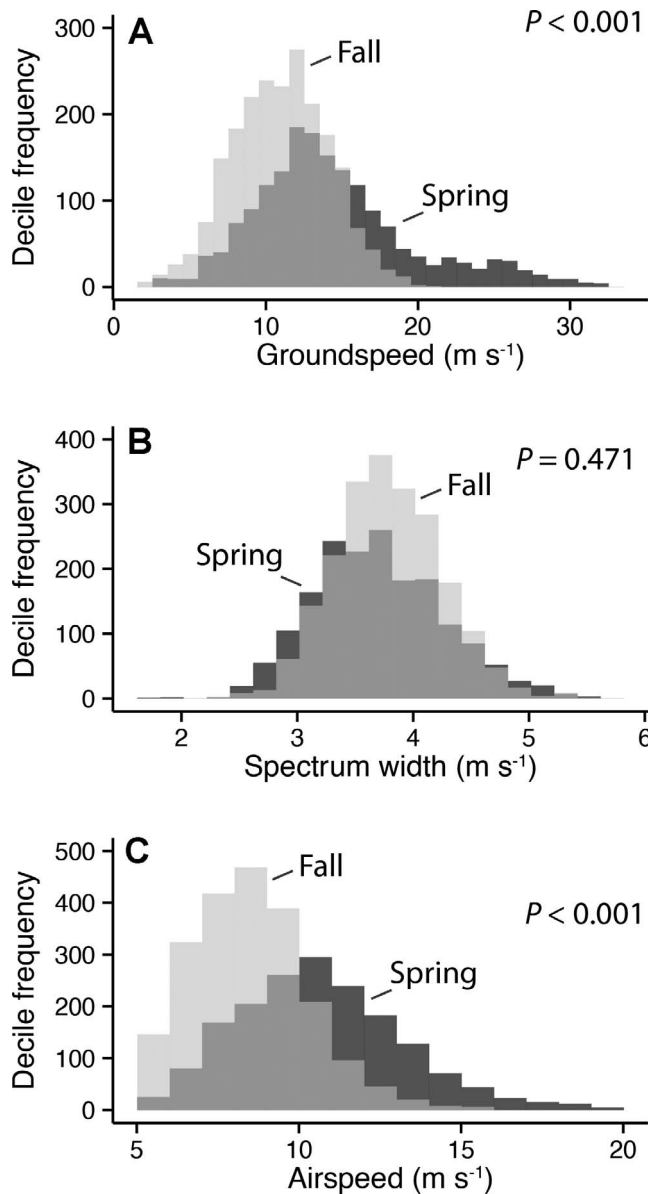 A
P < 0.001
Fall
Spring
Decile frequency
300
200
100
0
0
10
20
30
Groundspeed (m s⁻¹)
B
P = 0.471
Fall
Spring
Decile frequency
400
300
200
100
0
2
3
4
5
6
Spectrum width (m s⁻¹)
C
P < 0.001
Fall
Spring
Decile frequency
500
400
300
200
100
0
5
10
15
20
Airspeed (m s⁻¹)